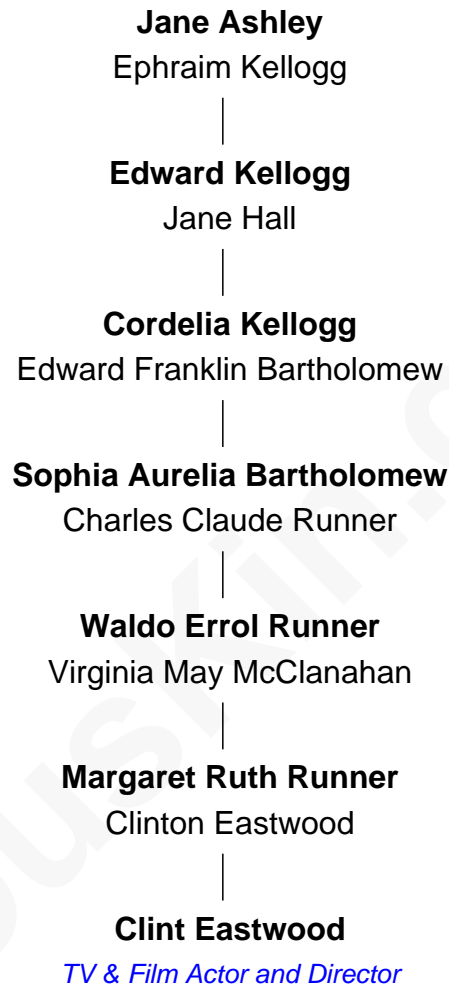 Jane Ashley
Ephraim Kellogg
Edward Kellogg
Jane Hall
Cordelia Kellogg
Edward Franklin Bartholomew
Sophia Aurelia Bartholomew
Charles Claude Runner
Waldo Errol Runner
Virginia May McClanahan
Margaret Ruth Runner
Clinton Eastwood
Clint Eastwood
TV & Film Actor and Director